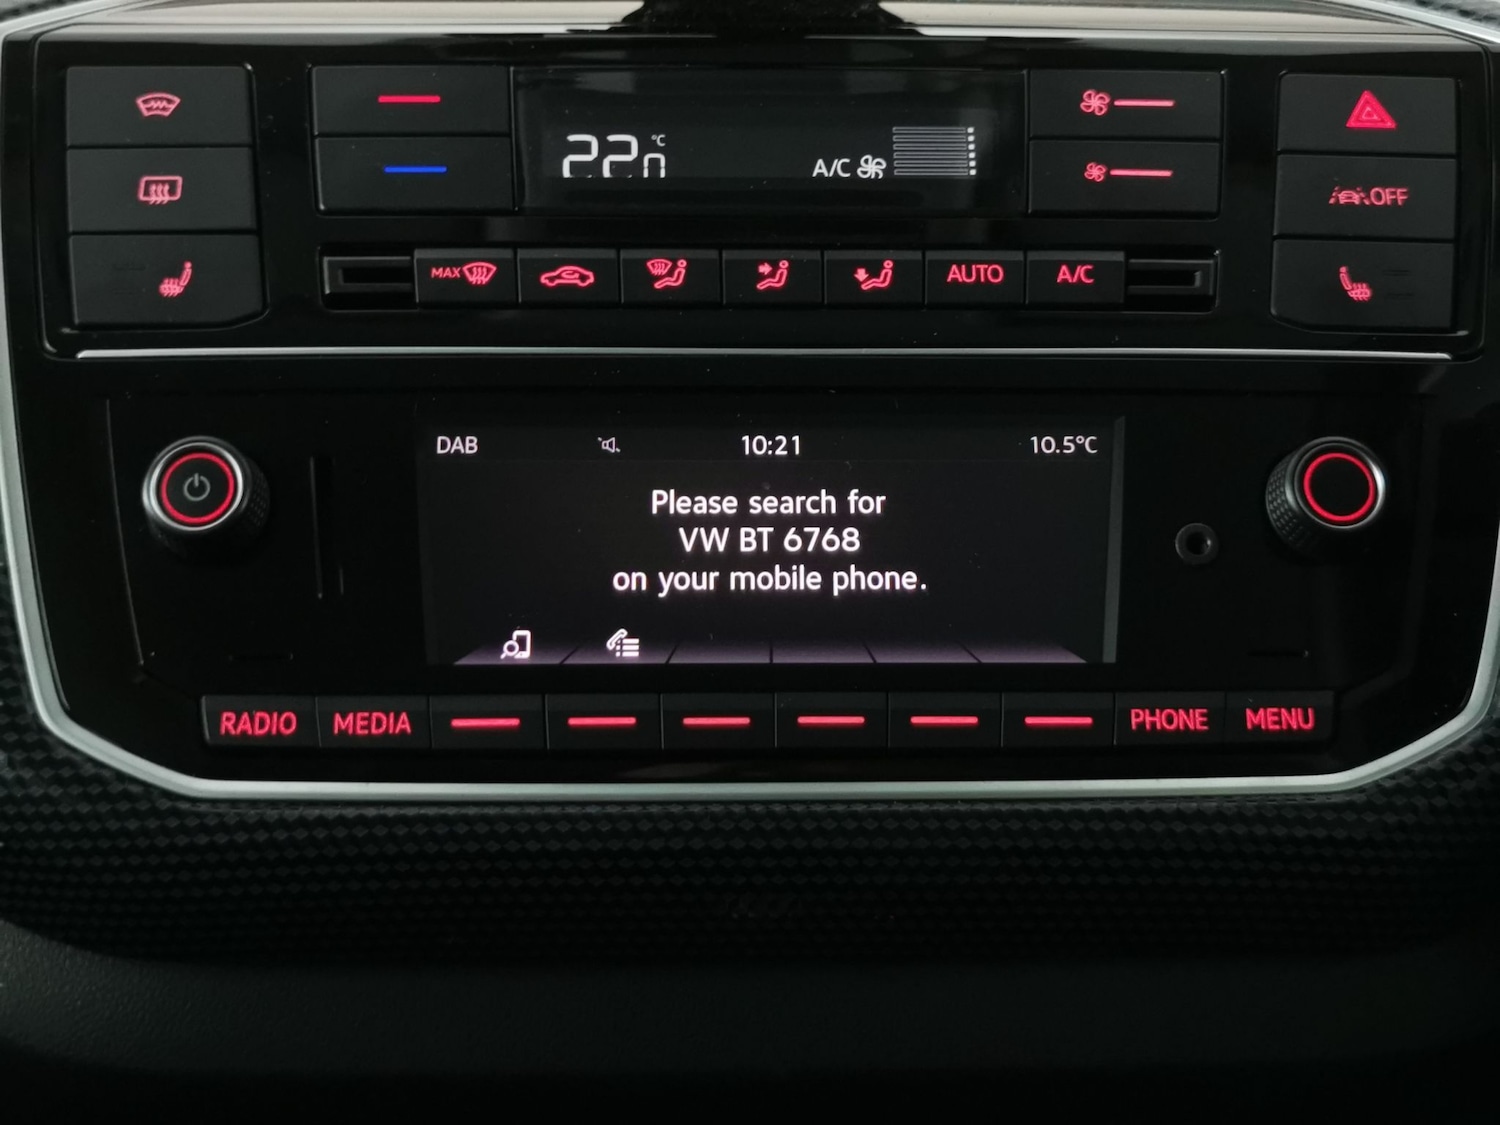 22.0 °C
A/C
OFF
MAX
AUTO
A/C
DAB 10:21 10.5°C
Please search for
VW BT 6768
on your mobile phone.
RADIO MEDIA PHONE MENU